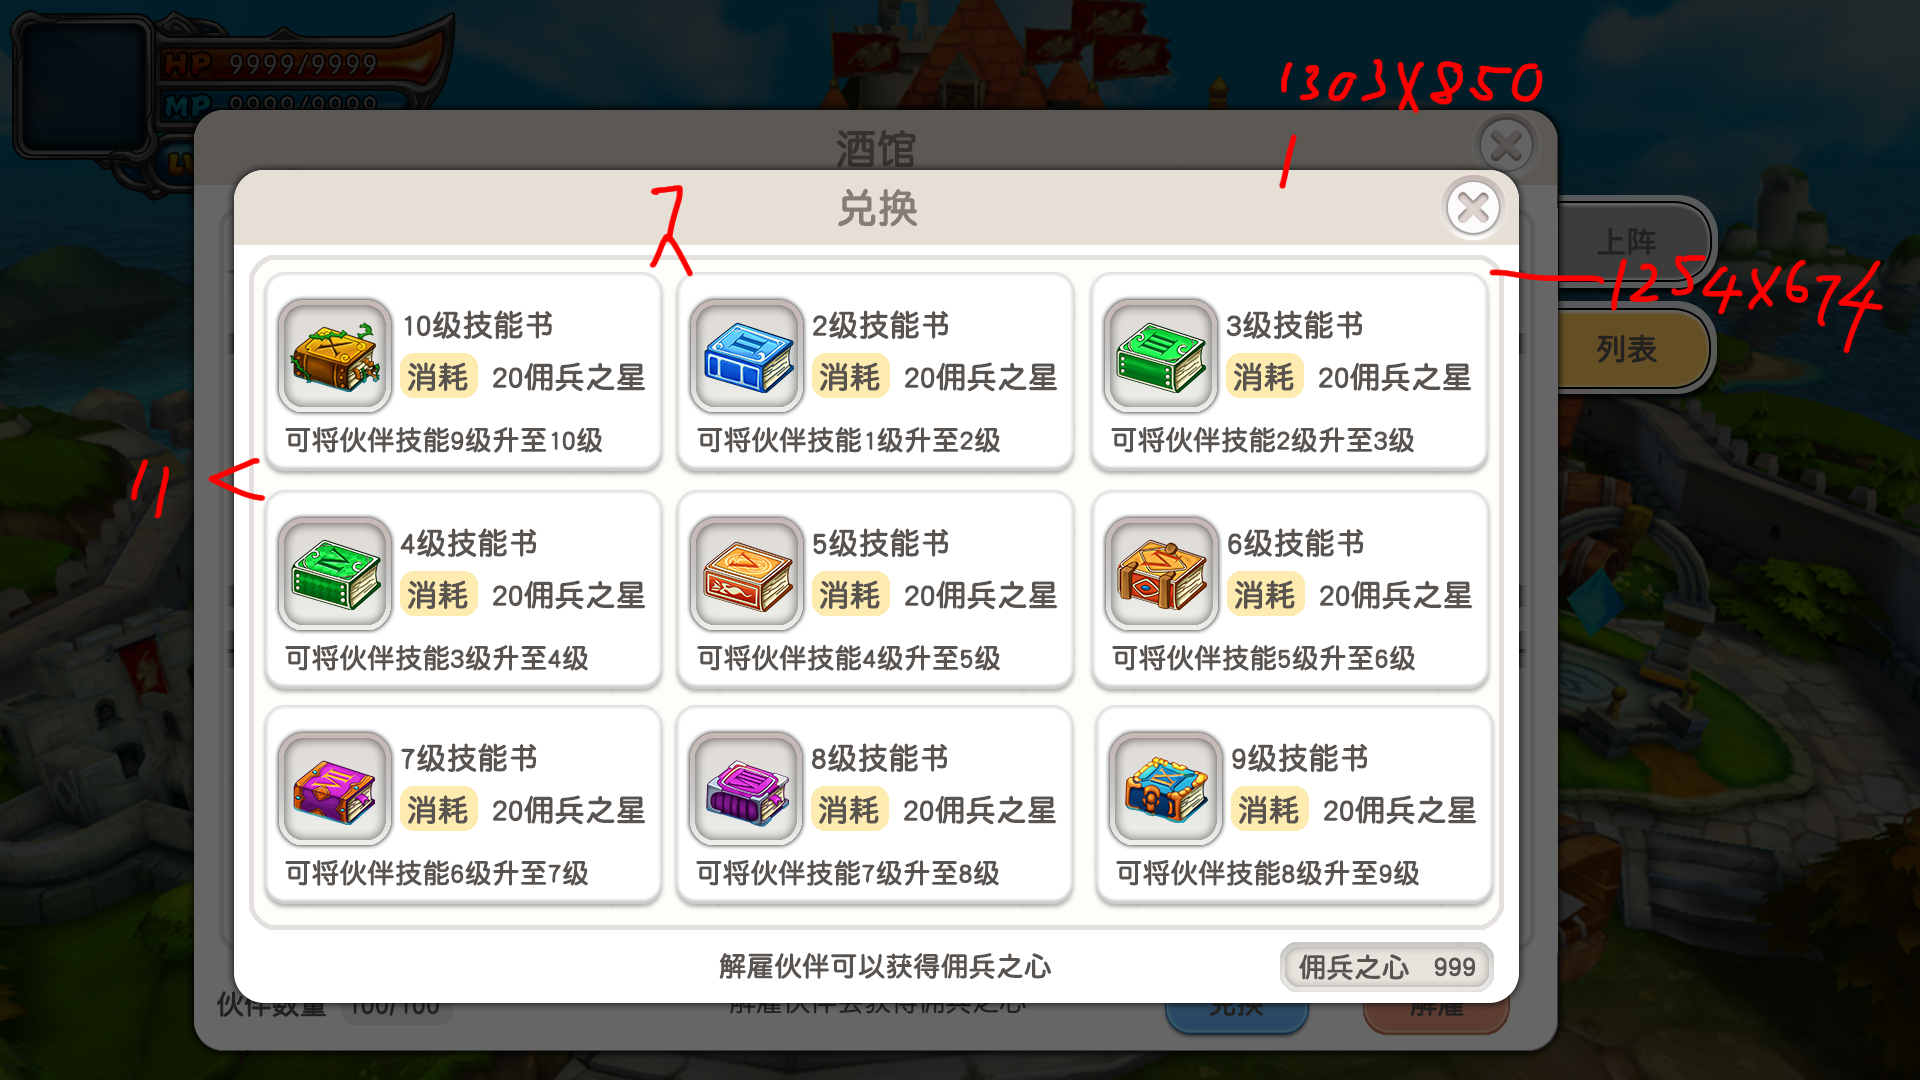 HP 9999/9999
MP 9999/9999
LV
1303X850
酒馆
兑换
7
上阵
1254X674
列表
10级技能书
消耗 20佣兵之星
可将伙伴技能9级升至10级
2级技能书
消耗 20佣兵之星
可将伙伴技能1级升至2级
3级技能书
消耗 20佣兵之星
可将伙伴技能2级升至3级
11
4级技能书
消耗 20佣兵之星
可将伙伴技能3级升至4级
5级技能书
消耗 20佣兵之星
可将伙伴技能4级升至5级
6级技能书
消耗 20佣兵之星
可将伙伴技能5级升至6级
7级技能书
消耗 20佣兵之星
可将伙伴技能6级升至7级
8级技能书
消耗 20佣兵之星
可将伙伴技能7级升至8级
9级技能书
消耗 20佣兵之星
可将伙伴技能8级升至9级
解雇伙伴可以获得佣兵之心
佣兵之心 999
伙伴数量 100/100
解雇伙伴会获得佣兵之心
兑换
解雇